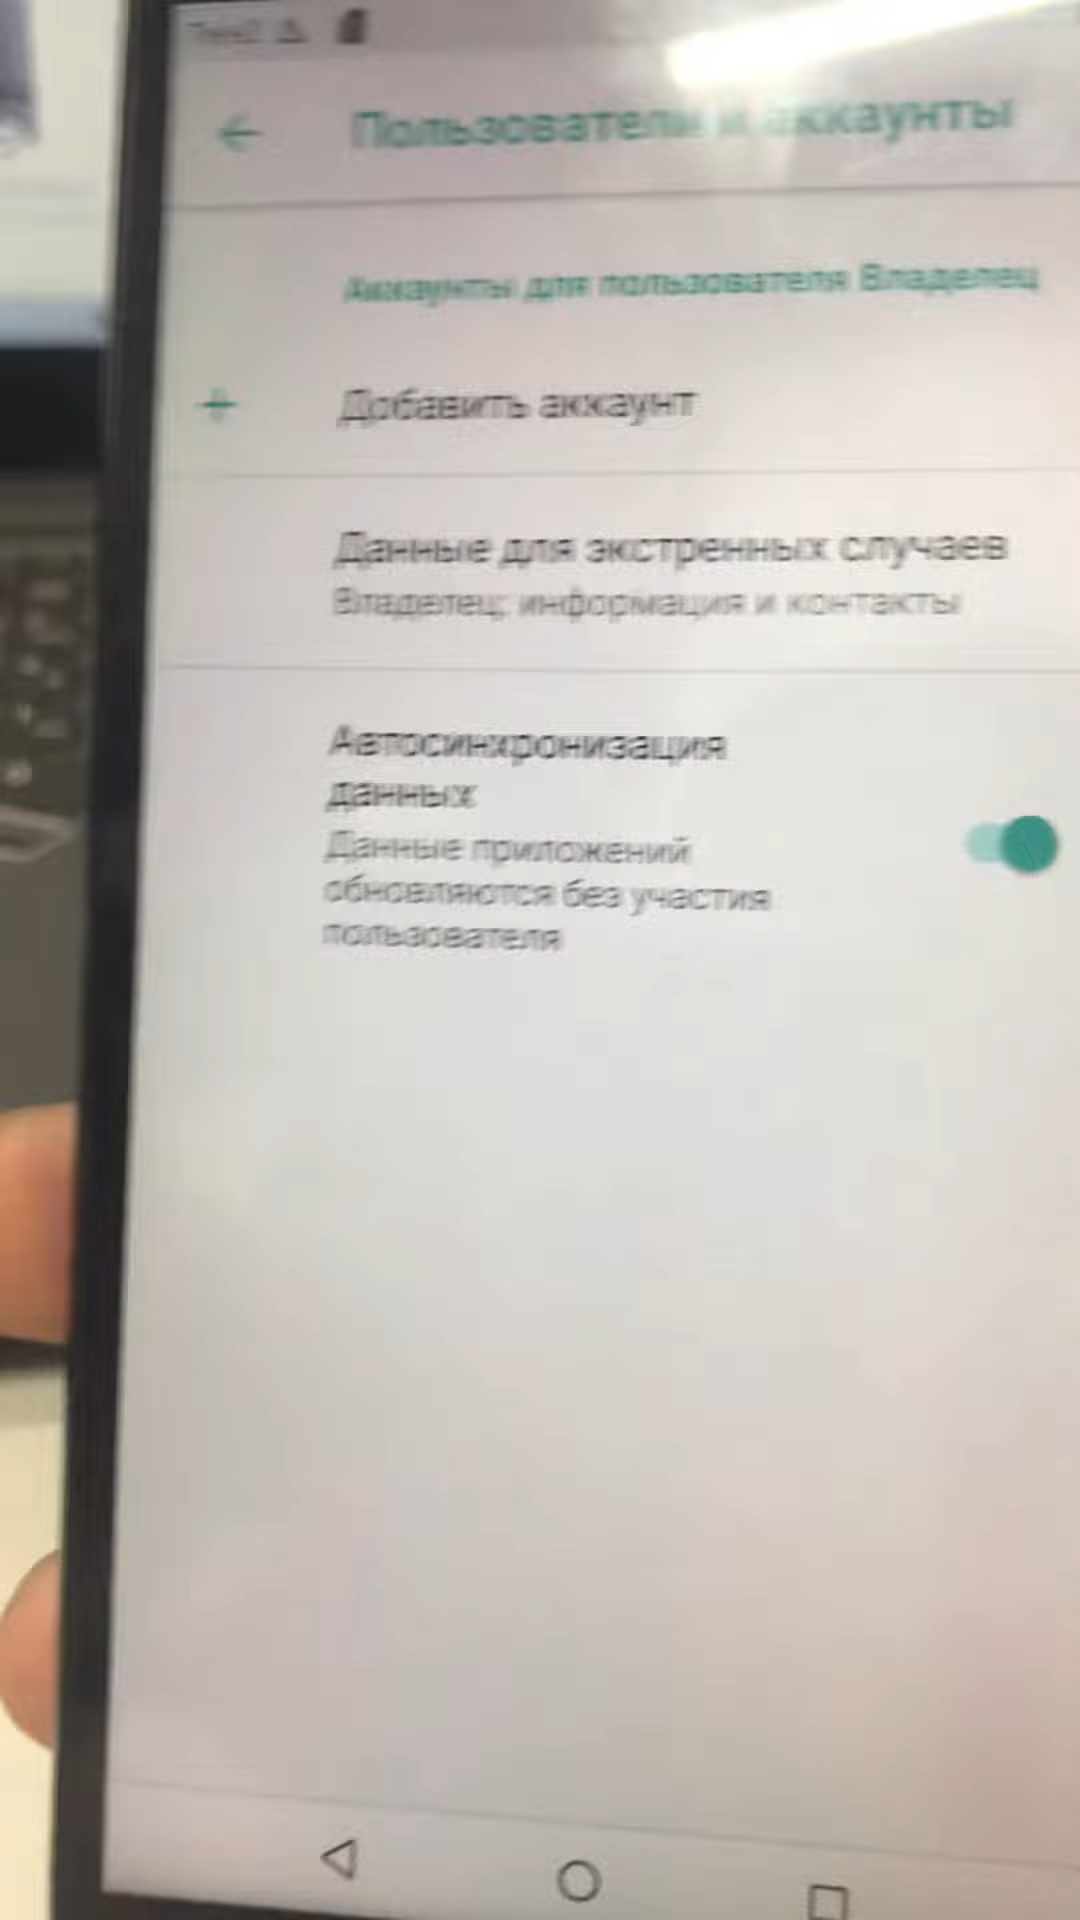 Tele2
Пользователи и аккаунты
Аккаунты для пользователя Владелец
Добавить аккаунт
Данные для экстренных случаев
Владелец: информация и контакты
Автосинхронизация
данных
Данные приложений
обновляются без участия
пользователя